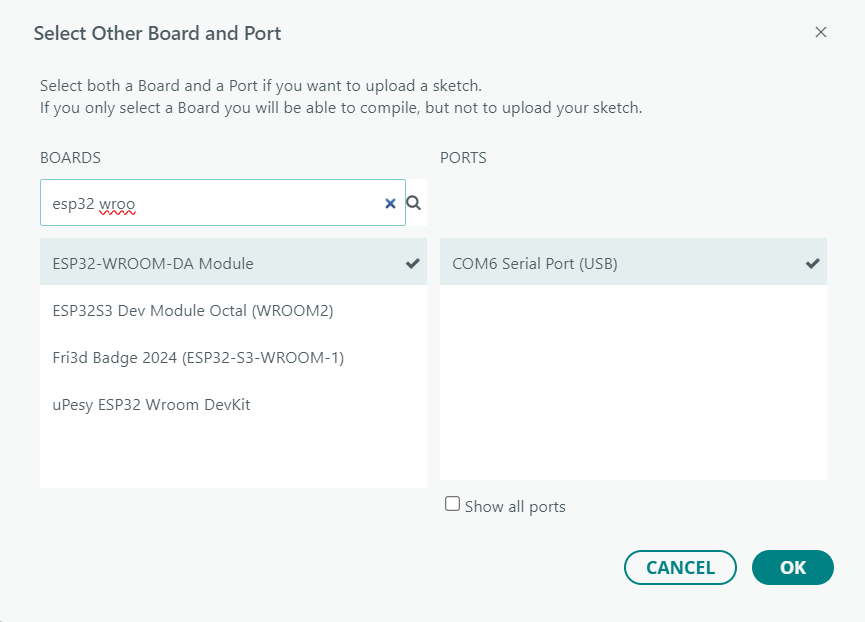 Select Other Board and Port
Select both a Board and a Port if you want to upload a sketch.
If you only select a Board you will be able to compile, but not to upload your sketch.
BOARDS
PORTS
esp32 wroo
ESP32-WROOM-DA Module
COM6 Serial Port (USB)
ESP32S3 Dev Module Octal (WROOM2)
Fri3d Badge 2024 (ESP32-S3-WROOM-1)
uPesy ESP32 Wroom DevKit
Show all ports
CANCEL
OK